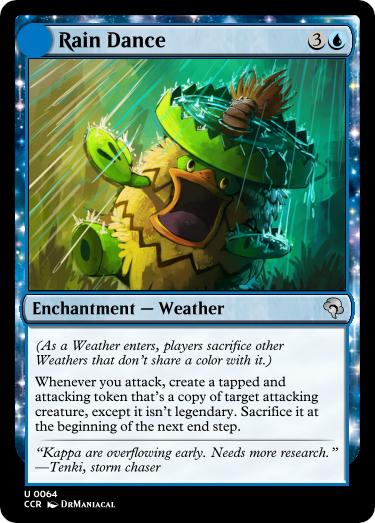 Rain Dance 3
Enchantment — Weather
(As a Weather enters, players sacrifice other
Weathers that don't share a color with it.)
Whenever you attack, create a tapped and
attacking token that's a copy of target attacking
creature, except it isn't legendary. Sacrifice it at
the beginning of the next end step.
"Kappa are overflowing early. Needs more research."
—Tenki, storm chaser
U 0064
CCR DrManiacal